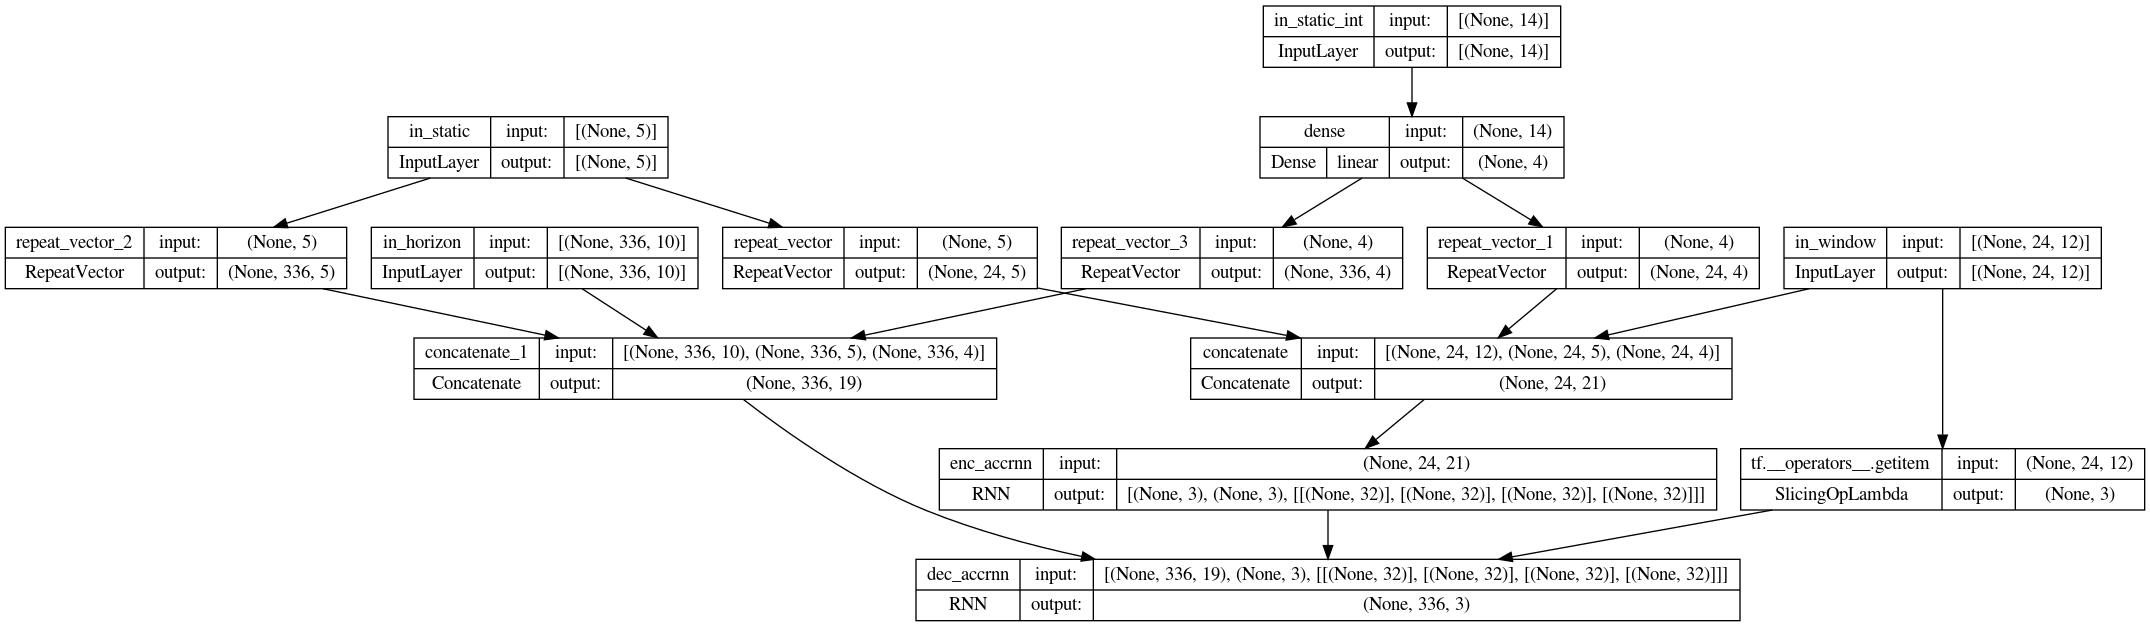 in_static_int input: [(None, 14)]
InputLayer output: [(None, 14)]
in_static input: [(None, 5)]
InputLayer output: [(None, 5)]
dense input: (None, 14)
Dense linear output: (None, 4)
repeat_vector_2 input: (None, 5)
RepeatVector output: (None, 336, 5)
in_horizon input: [(None, 336, 10)]
InputLayer output: [(None, 336, 10)]
repeat_vector input: (None, 5)
RepeatVector output: (None, 24, 5)
repeat_vector_3 input: (None, 4)
RepeatVector output: (None, 336, 4)
repeat_vector_1 input: (None, 4)
RepeatVector output: (None, 24, 4)
in_window input: [(None, 24, 12)]
InputLayer output: [(None, 24, 12)]
concatenate_1 input: [(None, 336, 10), (None, 336, 5), (None, 336, 4)]
Concatenate output: (None, 336, 19)
concatenate input: [(None, 24, 12), (None, 24, 5), (None, 24, 4)]
Concatenate output: (None, 24, 21)
enc_accrnn input: (None, 24, 21)
RNN output: [(None, 3), (None, 3), [[(None, 32)], [(None, 32)], [(None, 32)], [(None, 32)]]]
tf.__operators__.getitem input: (None, 24, 12)
SlicingOpLambda output: (None, 3)
dec_accrnn input: [(None, 336, 19), (None, 3), [[(None, 32)], [(None, 32)], [(None, 32)], [(None, 32)]]]
RNN output: (None, 336, 3)